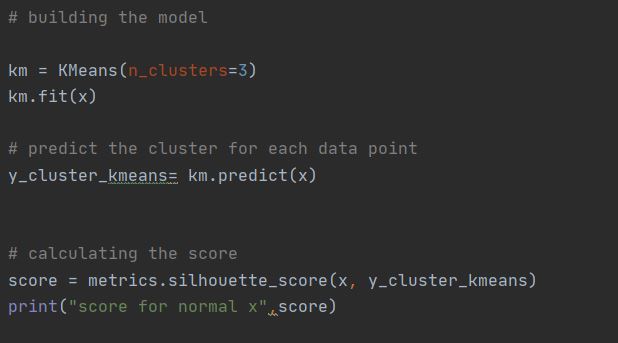 # building the model
km = KMeans(n_clusters=3)
km.fit(x)
# predict the cluster for each data point
y_cluster_kmeans= km.predict(x)
# calculating the score
score = metrics.silhouette_score(x, y_cluster_kmeans)
print("score for normal x",score)